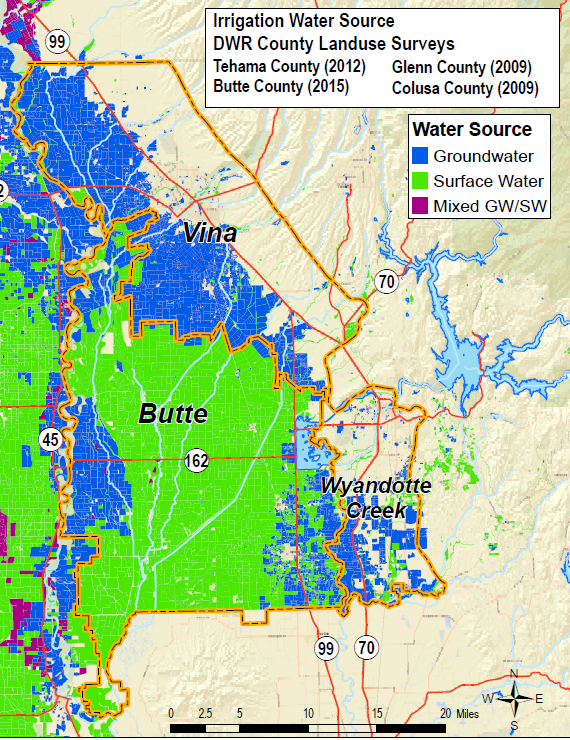 Irrigation Water Source
DWR County Landuse Surveys
Tehama County (2012) Glenn County (2009)
Butte County (2015) Colusa County (2009)
99
Water Source
Groundwater
Surface Water
Mixed GW/SW
2
Vina
70
Butte
45
162
Wyandotte
Creek
99
70
N
W E
S
0 2.5 5 10 15 20 Miles